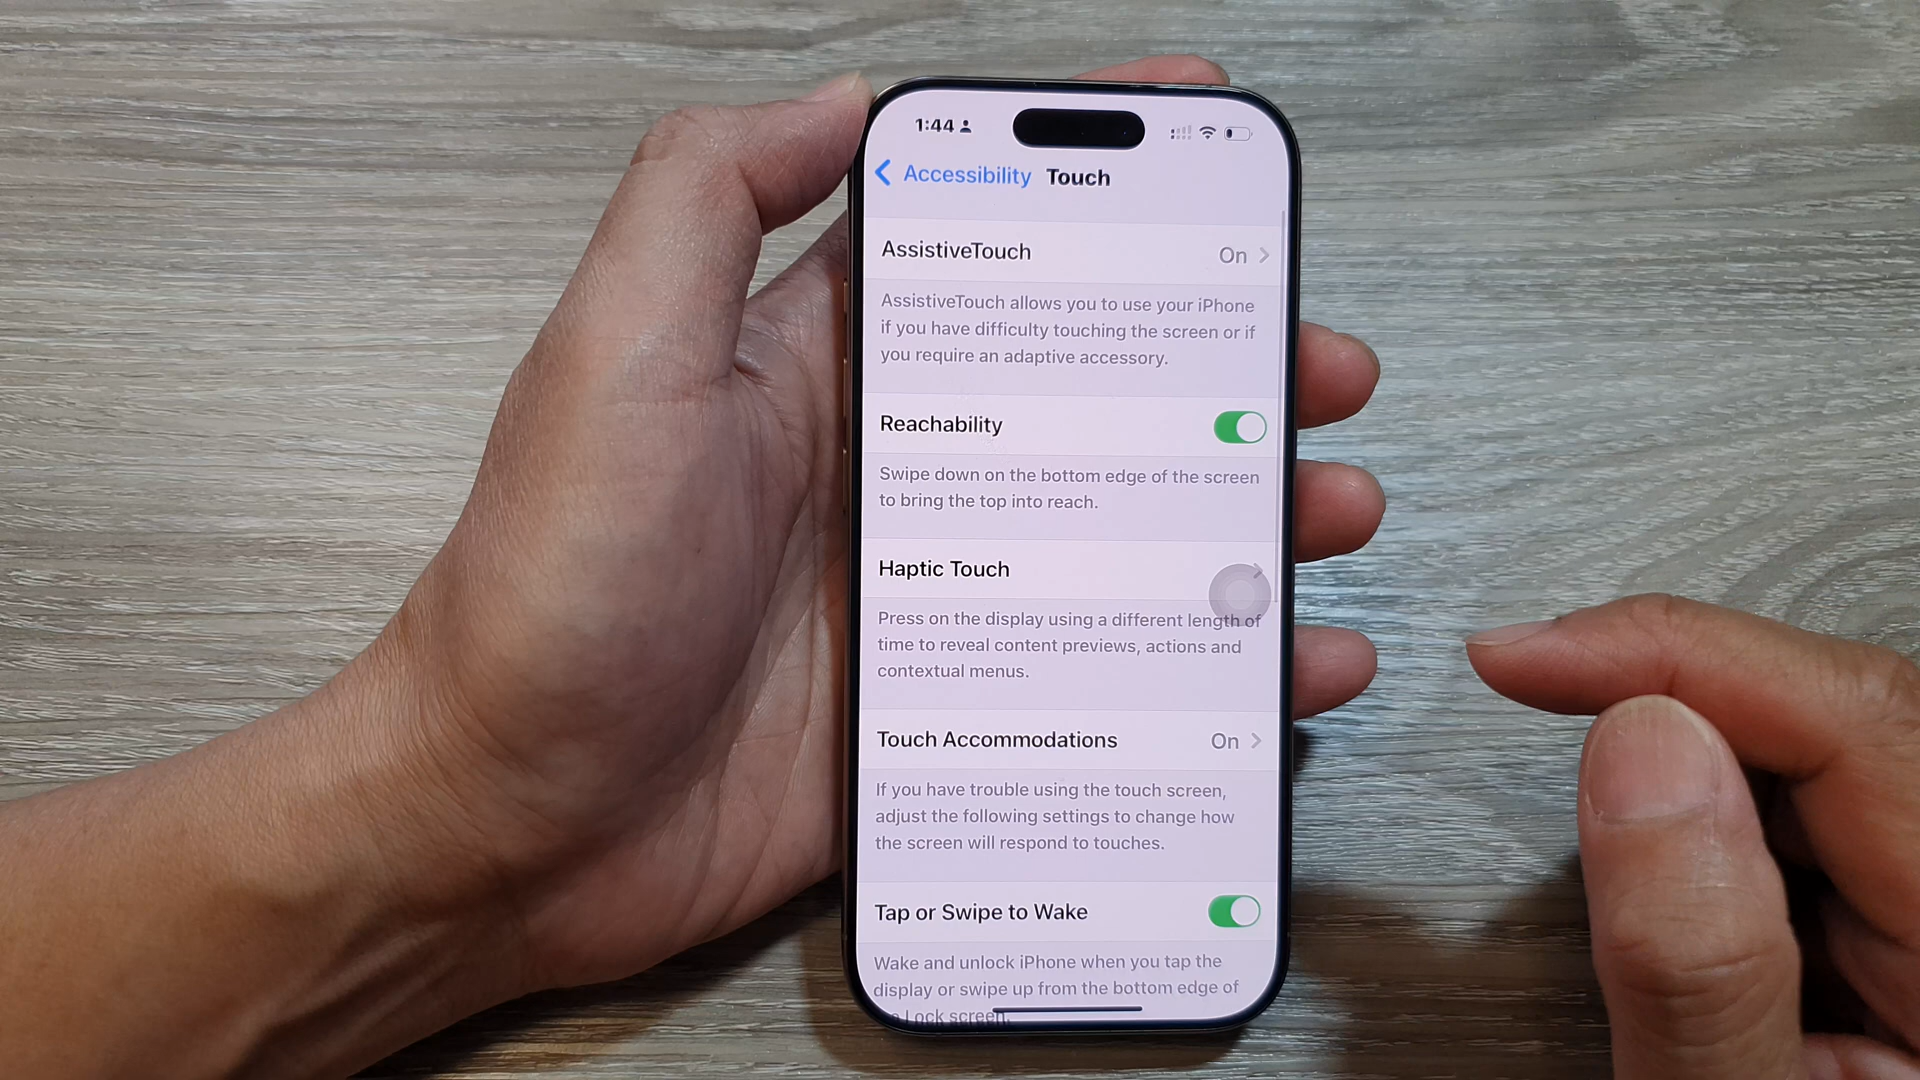 1:44
Accessibility Touch
AssistiveTouch On
AssistiveTouch allows you to use your iPhone
if you have difficulty touching the screen or if
you require an adaptive accessory.
Reachability
Swipe down on the bottom edge of the screen
to bring the top into reach.
Haptic Touch
Press on the display using a different length of
time to reveal content previews, actions and
contextual menus.
Touch Accommodations On
If you have trouble using the touch screen,
adjust the following settings to change how
the screen will respond to touches.
Tap or Swipe to Wake
Wake and unlock iPhone when you tap the
display or swipe up from the bottom edge of
Lock screen.